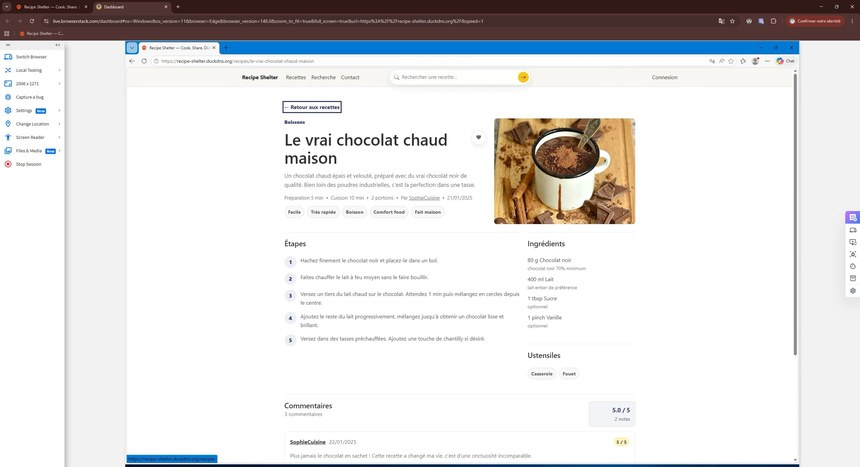 Recipe Shelter — Cook, Share.
Dashboard
live.browserstack.com/dashboard#os=Windows&os_version=11&browser=Edge&browser_version=148.0&zoom_to_fit=true&full_screen=true&url=https%3A%2F%2Frecipe-shelter.duckdns.org%2F&speed=1
Confirmer votre identité
Recipe Shelter — C...
Switch Browser
Local Testing
2008 x 1271
Capture a bug
Settings New
Change Location
Screen Reader
Files & Media New
Stop Session
Recipe Shelter — Cook, Share, Di
https://recipe-shelter.duckdns.org/recipes/le-vrai-chocolat-chaud-maison
Chat
Recipe Shelter
Recettes
Recherche
Contact
Rechercher une recette...
Connexion
← Retour aux recettes
Boissons
Le vrai chocolat chaud
maison
Un chocolat chaud épais et velouté, préparé avec du vrai chocolat noir de
qualité. Bien loin des poudres industrielles, c'est la perfection dans une tasse.
Préparation 5 min • Cuisson 10 min • 2 portions • Par SophieCuisine • 21/01/2025
Facile
Très rapide
Boisson
Comfort food
Fait maison
Étapes
1 Hachez finement le chocolat noir et placez-le dans un bol.
2 Faites chauffer le lait à feu moyen sans le faire bouillir.
3 Versez un tiers du lait chaud sur le chocolat. Attendez 1 min puis mélangez en cercles depuis
le centre.
4 Ajoutez le reste du lait progressivement, mélangez jusqu'à obtenir un chocolat lisse et
brillant.
5 Versez dans des tasses préchauffées. Ajoutez une touche de chantilly si désiré.
Ingrédients
80 g Chocolat noir
chocolat noir 70% minimum
400 ml Lait
lait entier de préférence
1 tbsp Sucre
optionnel
1 pinch Vanille
optionnel
Ustensiles
Casserole
Fouet
Commentaires
3 commentaires
5.0 / 5
2 notes
SophieCuisine 22/01/2025
5 / 5
Plus jamais le chocolat en sachet ! Cette recette a changé ma vie, c'est d'une onctuosité incomparable.
https://recipe-shelter.duckdns.org/recipes